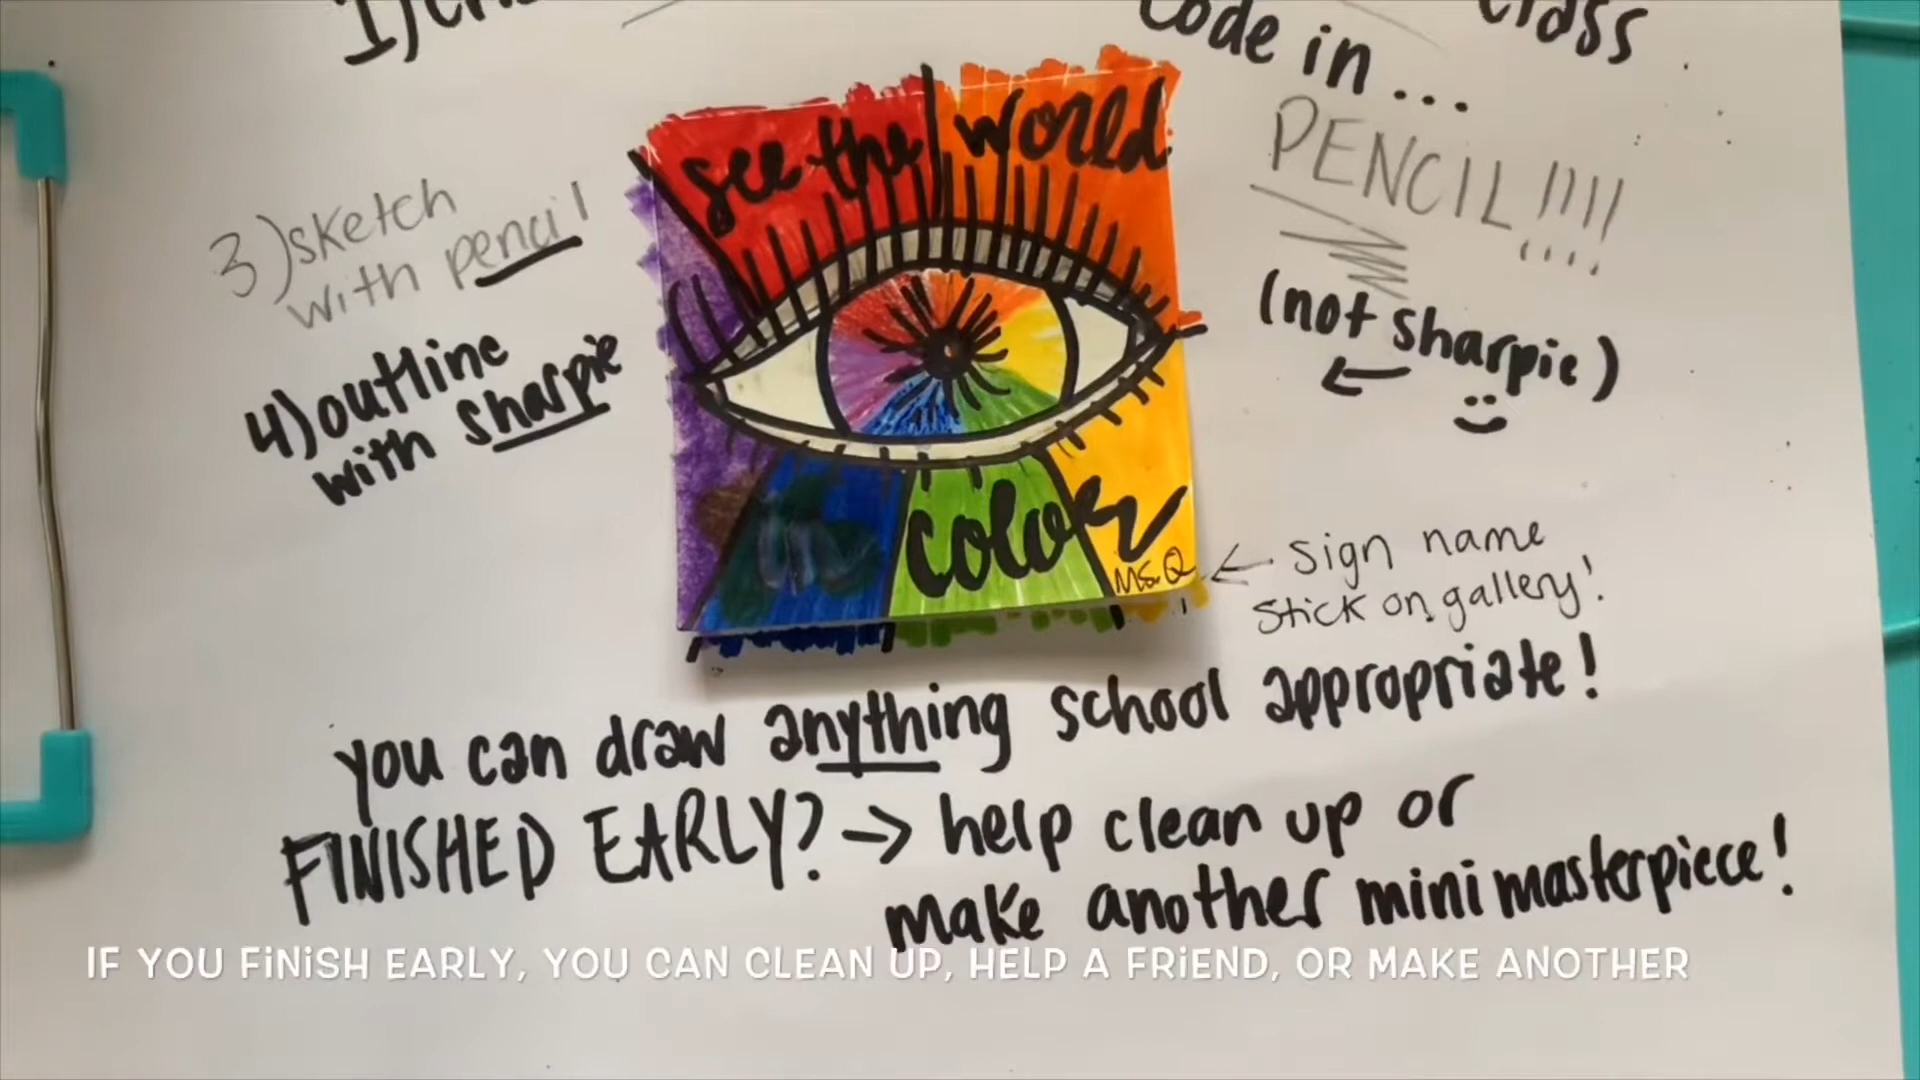 class
code in...
PENCIL!!!!
(not sharpie)
3) sketch
with pencil
4) outline
with sharpie
see the world
in
color
Ms. Q
sign name
stick on gallery!
you can draw anything school appropriate!
FINISHED EARLY? → help clean up or
make another mini masterpiece!
IF YOU FINISH EARLY, YOU CAN CLEAN UP, HELP A FRIEND, OR MAKE ANOTHER